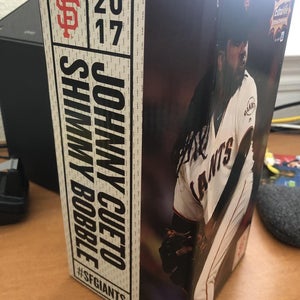 SF
2017
JOHNNY CUETO
SHIMMY BOBBLE
#SFGIANTS
GIANTS